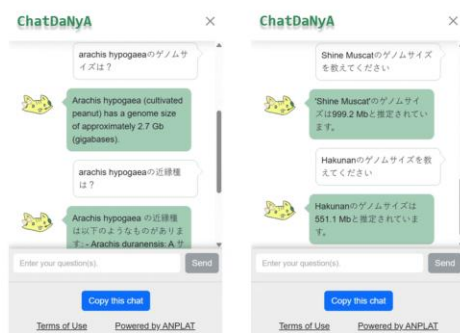 ChatDaNyA
×
arachis hypogaeaのゲノムサ
イズは？
Arachis hypogaea (cultivated
peanut) has a genome size
of approximately 2.7 Gb
(gigabases).
arachis hypogaeaの近縁種
は？
Arachis hypogaea の近縁種
は以下のようなものがありま
す: - Arachis duranensis: A サ
Enter your question(s).
Send
Copy this chat
Terms of Use
Powered by ANPLAT
ChatDaNyA
×
Shine Muscatのゲノムサイズ
を教えてください
'Shine Muscat'のゲノムサイ
ズは999.2 Mbと推定されてい
ます。
Hakunanのゲノムサイズを教
えてください
Hakunanのゲノムサイズは
551.1 Mbと推定されていま
す。
Enter your question(s).
Send
Copy this chat
Terms of Use
Powered by ANPLAT